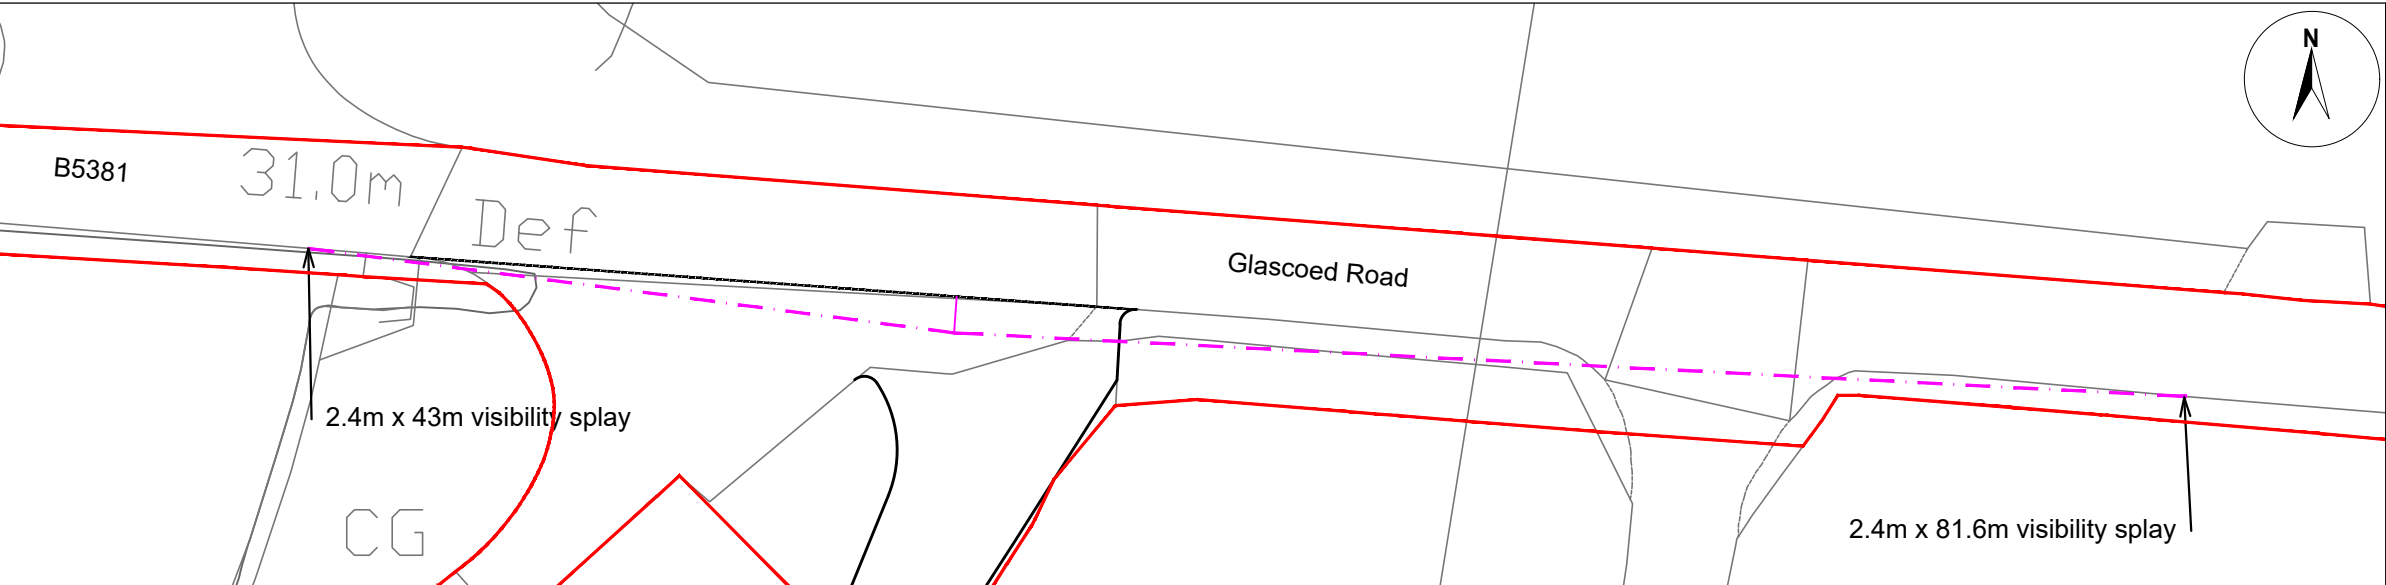 N
B5381
31.0m
Def
Glascoed Road
2.4m x 43m visibility splay
CG
2.4m x 81.6m visibility splay